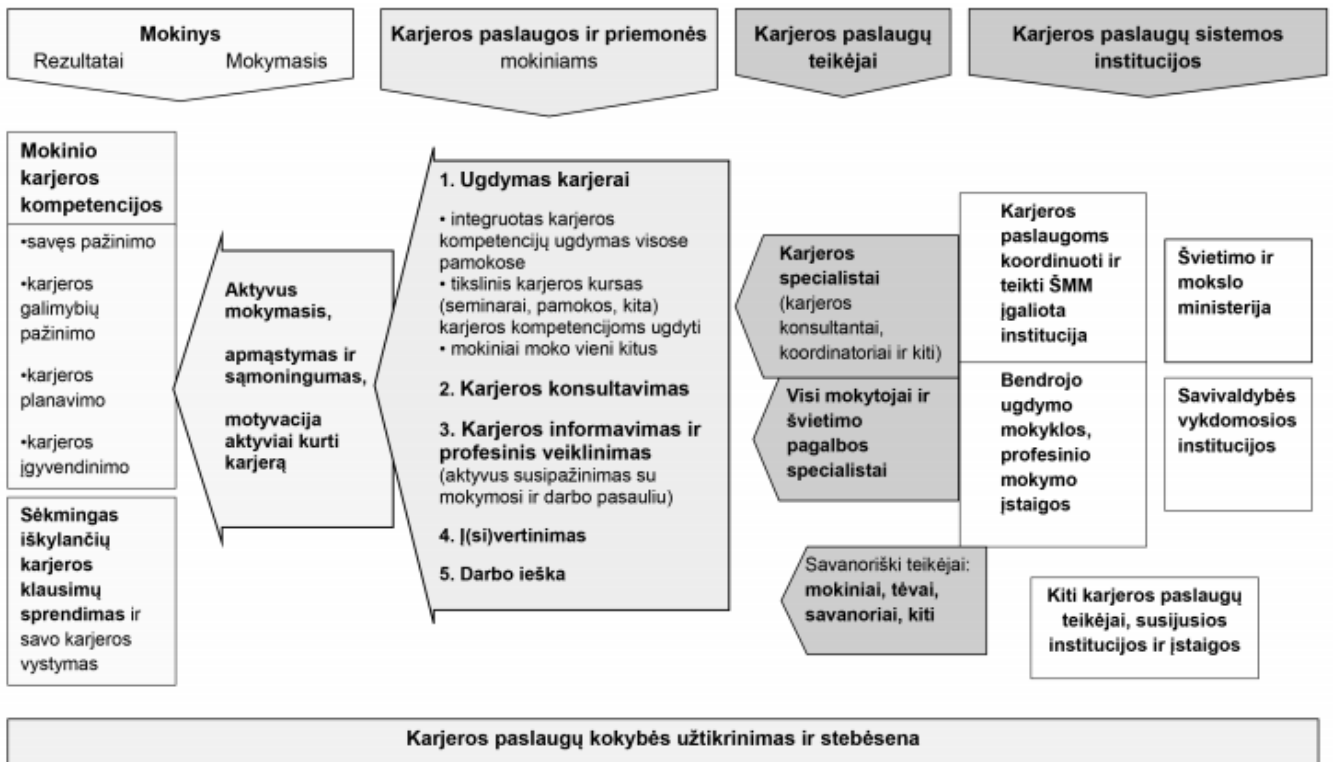 Mokinys
Rezultatai Mokymasis
Karjeros paslaugos ir priemonės
mokiniams
Karjeros paslaugų
teikėjai
Karjeros paslaugų sistemos
institucijos
Mokinio
karjeros
kompetencijos
•savęs pažinimo
•karjeros
galimybių
pažinimo
•karjeros
planavimo
•karjeros
įgyvendinimo
Sėkmingas
iškylančių
karjeros
klausimų
sprendimas ir
savo karjeros
vystymas
Aktyvus
mokymasis,
apmąstymas ir
sąmoningumas,
motyvacija
aktyviai kurti
karjerą
1. Ugdymas karjerai
• integruotas karjeros
kompetencijų ugdymas visose
pamokose
• tikslinis karjeros kursas
(seminarai, pamokos, kita)
karjeros kompetencijoms ugdyti
• mokiniai moko vieni kitus
2. Karjeros konsultavimas
3. Karjeros informavimas ir
profesinis veiklinimas
(aktyvus susipažinimas su
mokymosi ir darbo pasauliu)
4. Į(si)vertinimas
5. Darbo ieška
Karjeros
specialistai
(karjeros
konsultantai,
koordinatoriai ir kiti)
Visi mokytojai ir
švietimo
pagalbos
specialistai
Savanoriški teikėjai:
mokiniai, tėvai,
savanoriai, kiti
Karjeros
paslaugoms
koordinuoti ir
teikti ŠMM
įgaliota
institucija
Bendrojo
ugdymo
mokyklos,
profesinio
mokymo
įstaigos
Švietimo ir
mokslo
ministerija
Savivaldybės
vykdomosios
institucijos
Kiti karjeros paslaugų
teikėjai, susijusios
institucijos ir įstaigos
Karjeros paslaugų kokybės užtikrinimas ir stebėsena